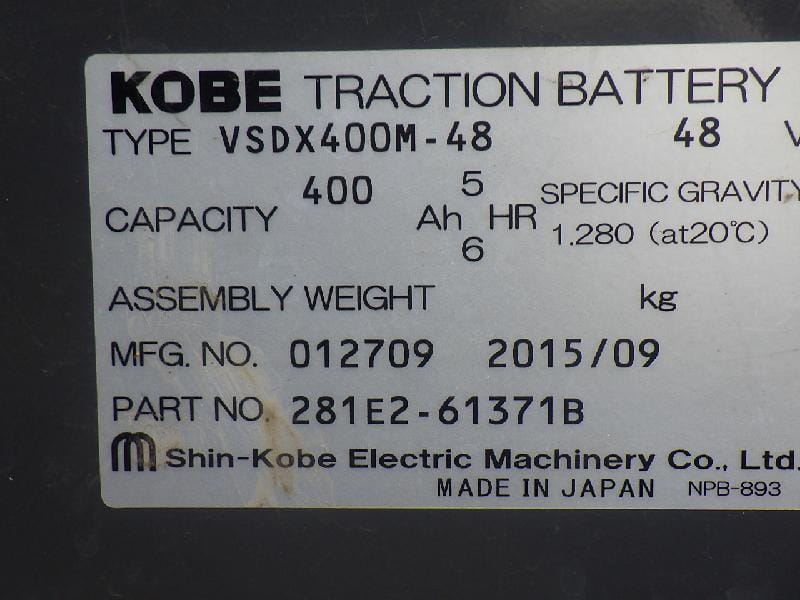 KOBE TRACTION BATTERY
TYPE VSDX400M-48 48 V
CAPACITY 400 Ah 5 HR 6 SPECIFIC GRAVITY
1.280 (at20℃)
ASSEMBLY WEIGHT kg
MFG. NO. 012709 2015/09
PART NO. 281E2-61371B
Shin-Kobe Electric Machinery Co., Ltd.
MADE IN JAPAN NPB-893